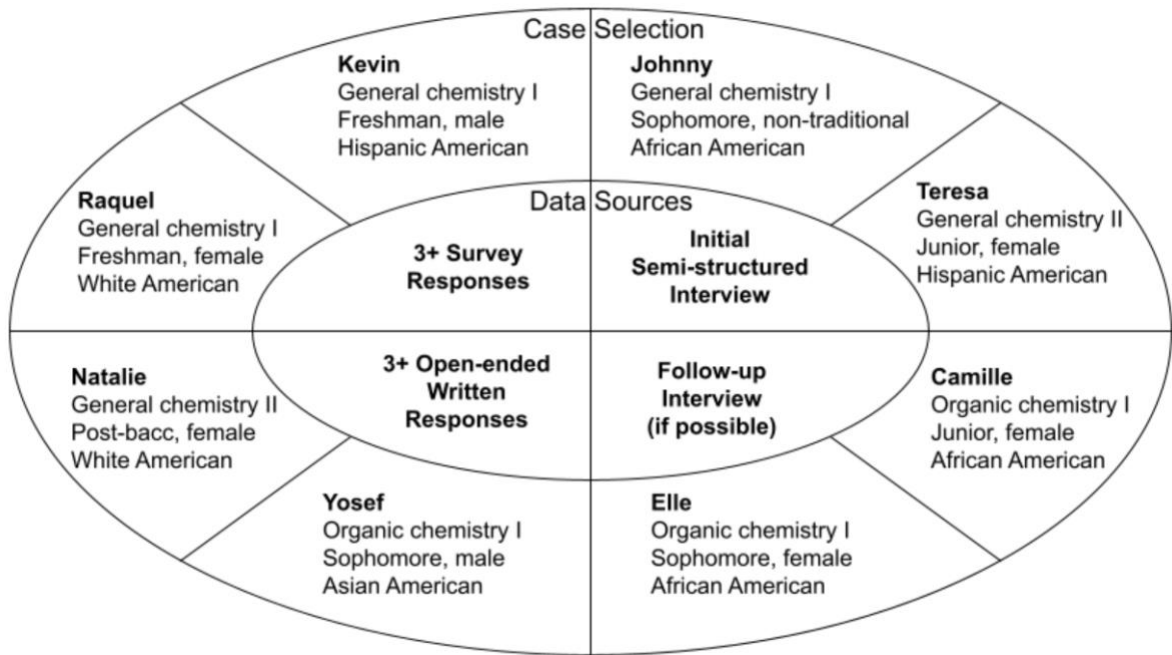 Case Selection
Kevin
General chemistry I
Freshman, male
Hispanic American
Johnny
General chemistry I
Sophomore, non-traditional
African American
Raquel
General chemistry I
Freshman, female
White American
Teresa
General chemistry II
Junior, female
Hispanic American
Data Sources
3+ Survey
Responses
Initial
Semi-structured
Interview
3+ Open-ended
Written
Responses
Follow-up
Interview
(if possible)
Natalie
General chemistry II
Post-bacc, female
White American
Camille
Organic chemistry I
Junior, female
African American
Yosef
Organic chemistry I
Sophomore, male
Asian American
Elle
Organic chemistry I
Sophomore, female
African American